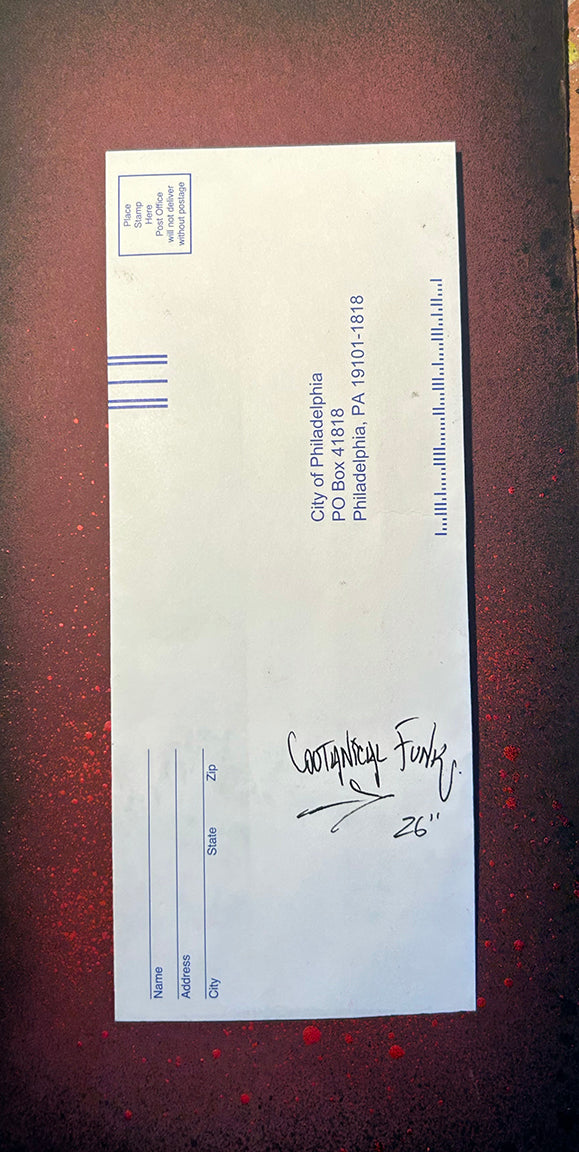 Place
Stamp
Here
Post Office
will not deliver
without postage
City of Philadelphia
PO Box 41818
Philadelphia, PA 19101-1818
Name
Address
City State Zip
Cootanical Funk.
26"